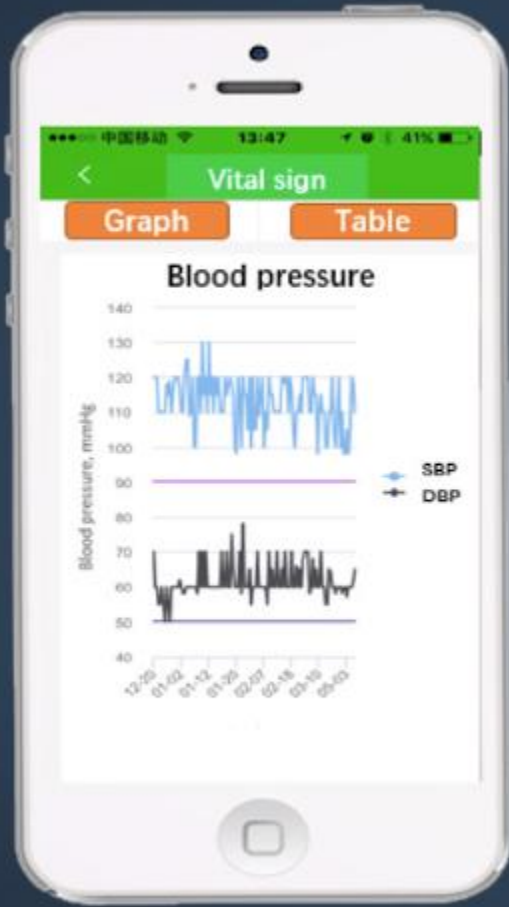 中国移动 13:47 41%
Vital sign
Graph Table
Blood pressure
Blood pressure, mmHg
140
130
120
110
100
90
80
70
60
50
40
SBP
DBP
12-20 01-02 01-12 01-20 02-07 02-18 03-10 05-03